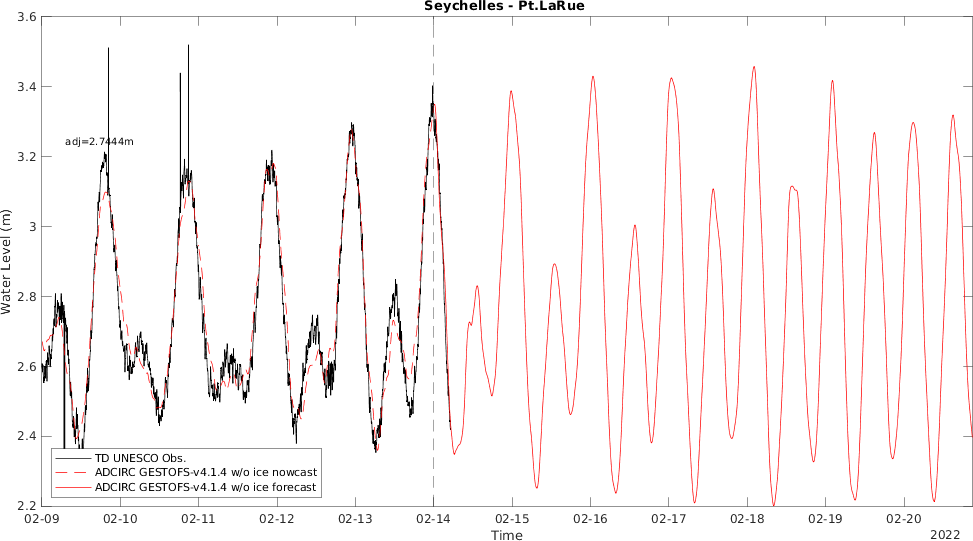 Seychelles - Pt.LaRue
3.6
3.4
3.2
3
2.8
2.6
2.4
2.2
Water Level (m)
adj=2.7444m
TD UNESCO Obs.
ADCIRC GESTOFS-v4.1.4 w/o ice nowcast
ADCIRC GESTOFS-v4.1.4 w/o ice forecast
02-09 02-10 02-11 02-12 02-13 02-14 02-15 02-16 02-17 02-18 02-19 02-20
Time
2022